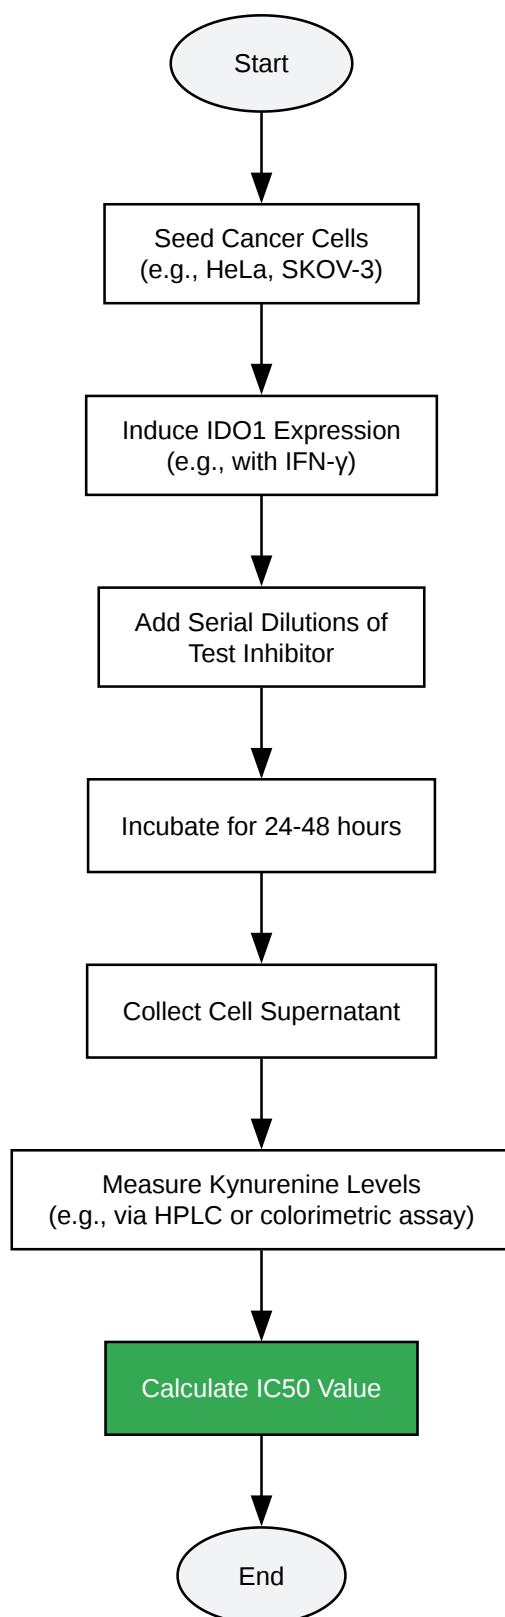 Start
Seed Cancer Cells
(e.g., HeLa, SKOV-3)
Induce IDO1 Expression
(e.g., with IFN-γ)
Add Serial Dilutions of
Test Inhibitor
Incubate for 24-48 hours
Collect Cell Supernatant
Measure Kynurenine Levels
(e.g., via HPLC or colorimetric assay)
Calculate IC50 Value
End